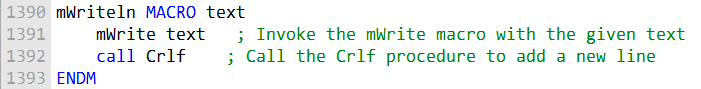 1390 mWriteln MACRO text
1391     mWrite text   ; Invoke the mWrite macro with the given text
1392     call Crlf     ; Call the Crlf procedure to add a new line
1393 ENDM